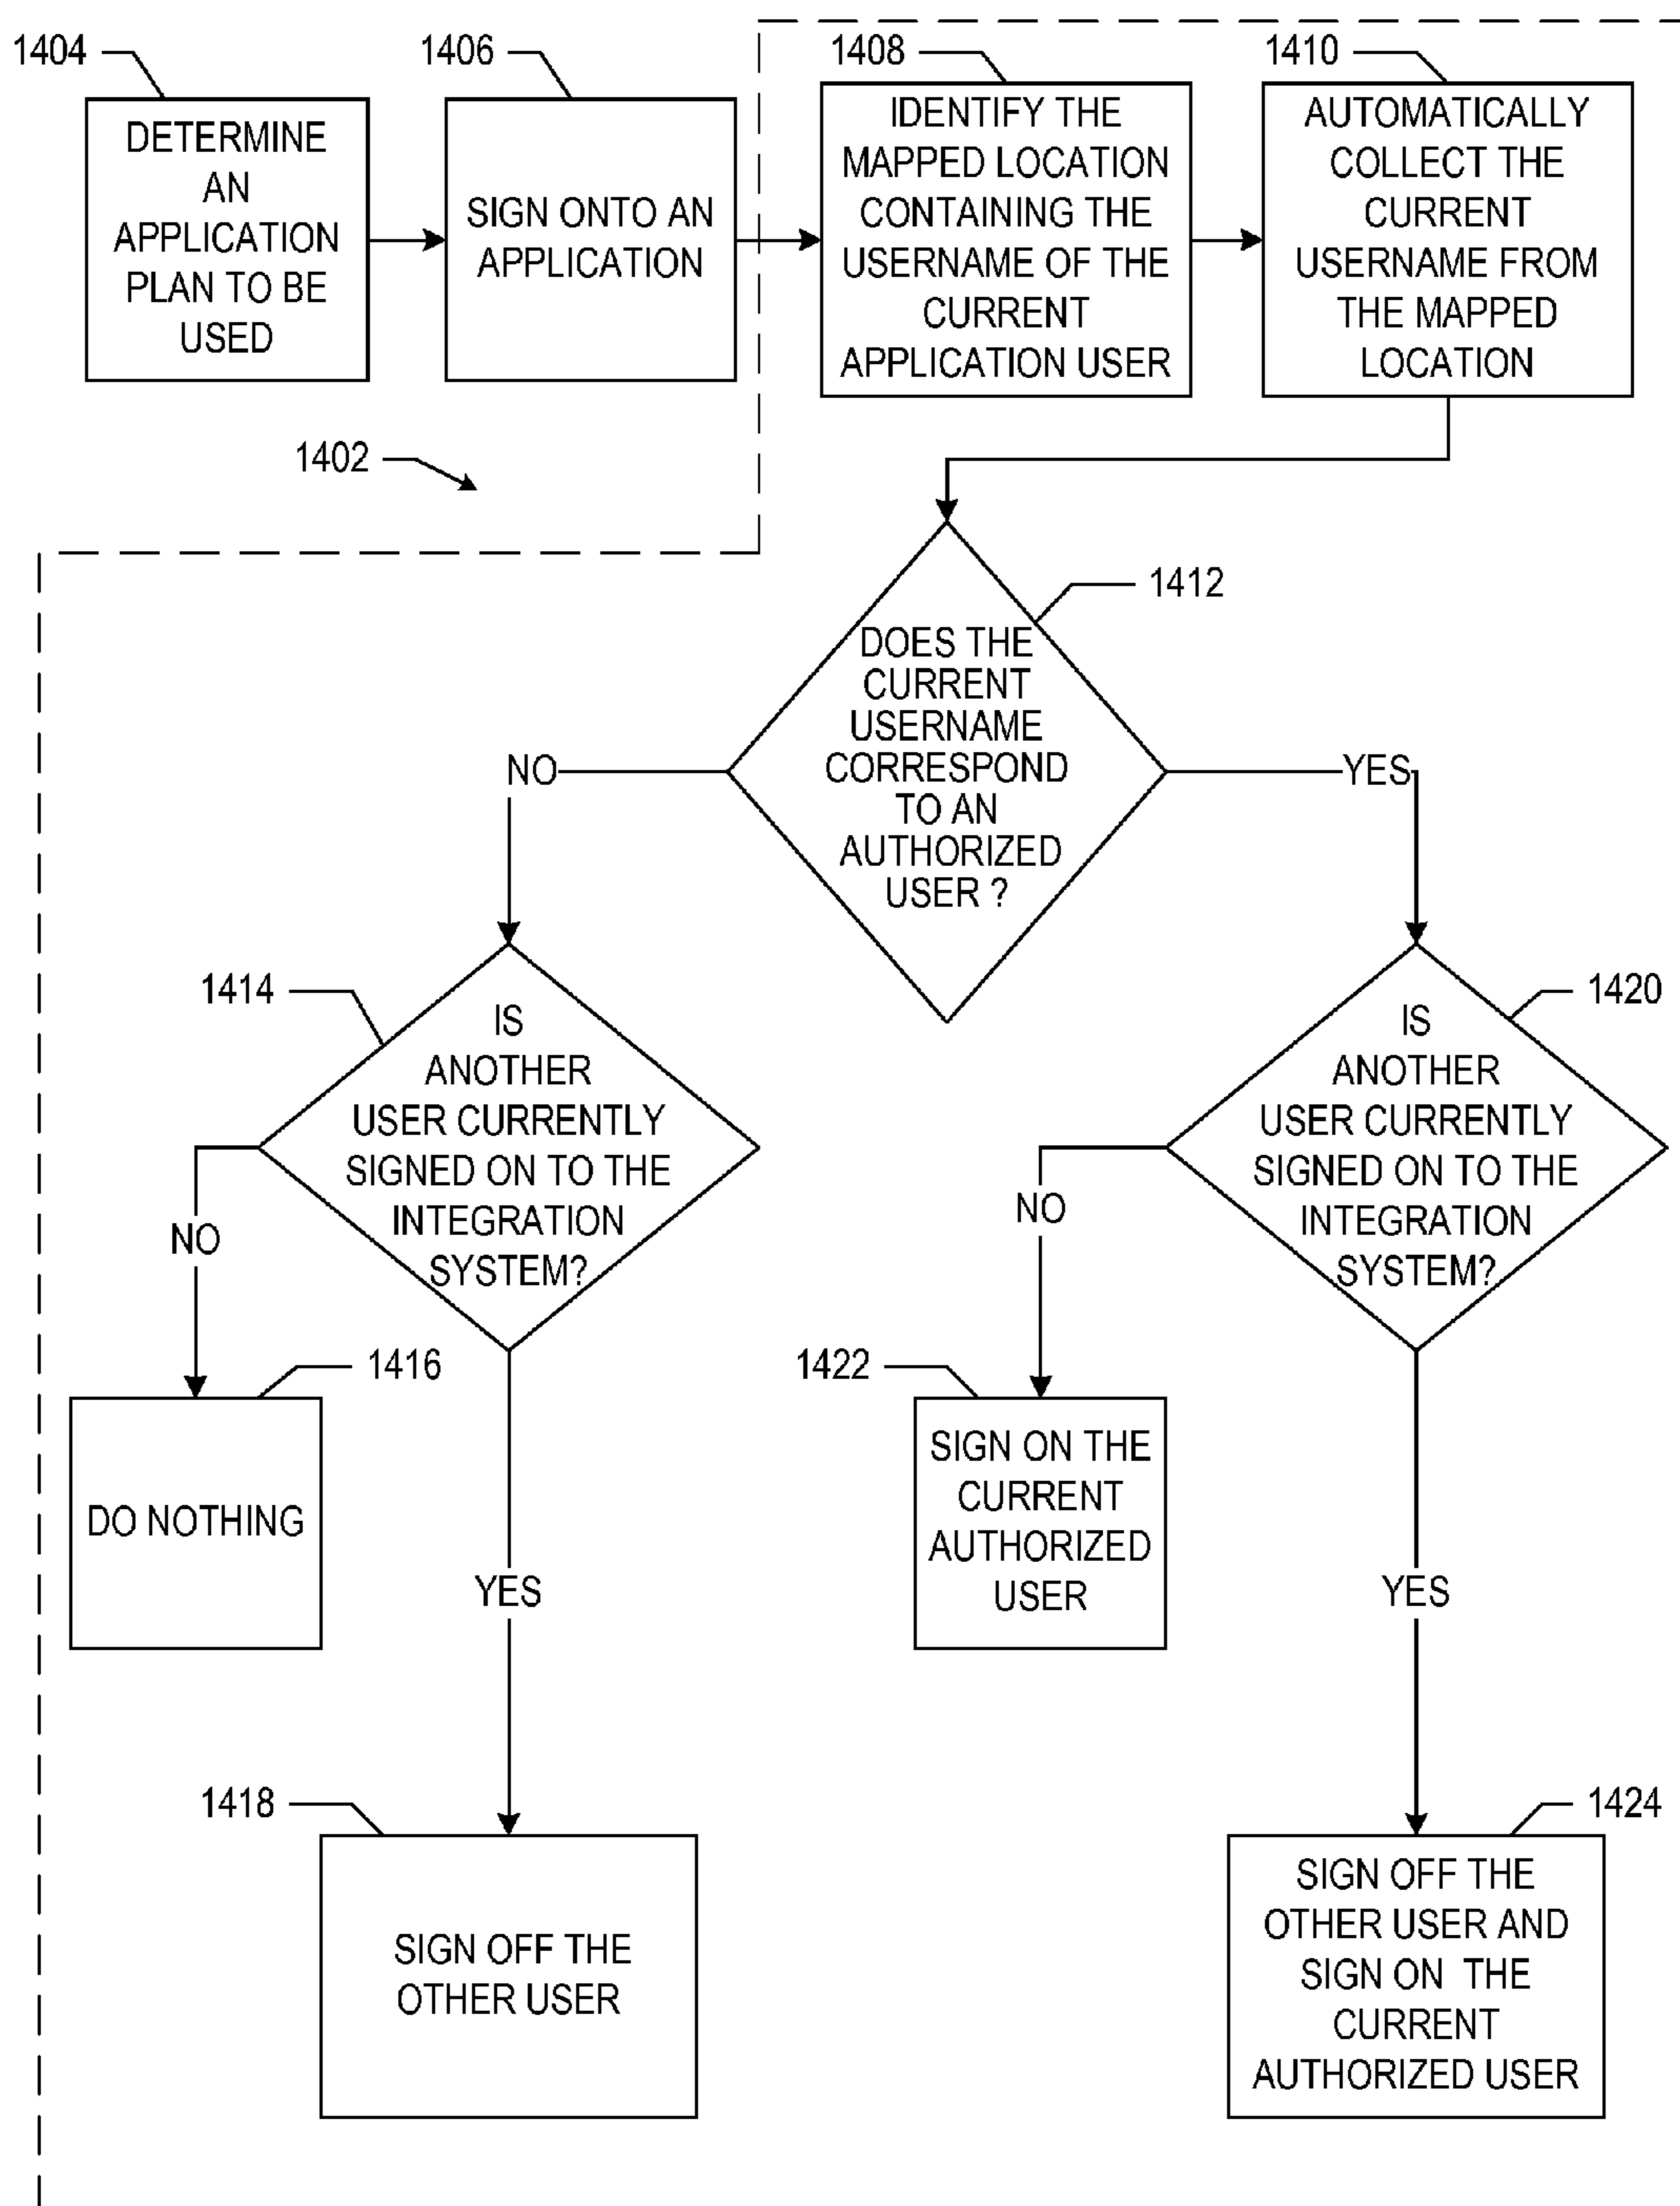 1404
DETERMINE
AN
APPLICATION
PLAN TO BE
USED
1406
SIGN ONTO AN
APPLICATION
1408
IDENTIFY THE
MAPPED LOCATION
CONTAINING THE
USERNAME OF THE
CURRENT
APPLICATION USER
1410
AUTOMATICALLY
COLLECT THE
CURRENT
USERNAME FROM
THE MAPPED
LOCATION
1402
1412
DOES THE
CURRENT
USERNAME
CORRESPOND
TO AN
AUTHORIZED
USER ?
NO
YES
1414
IS
ANOTHER
USER CURRENTLY
SIGNED ON TO THE
INTEGRATION
SYSTEM?
1420
IS
ANOTHER
USER CURRENTLY
SIGNED ON TO THE
INTEGRATION
SYSTEM?
NO
NO
1416
DO NOTHING
1422
SIGN ON THE
CURRENT
AUTHORIZED
USER
YES
YES
1418
SIGN OFF THE
OTHER USER
1424
SIGN OFF THE
OTHER USER AND
SIGN ON THE
CURRENT
AUTHORIZED USER